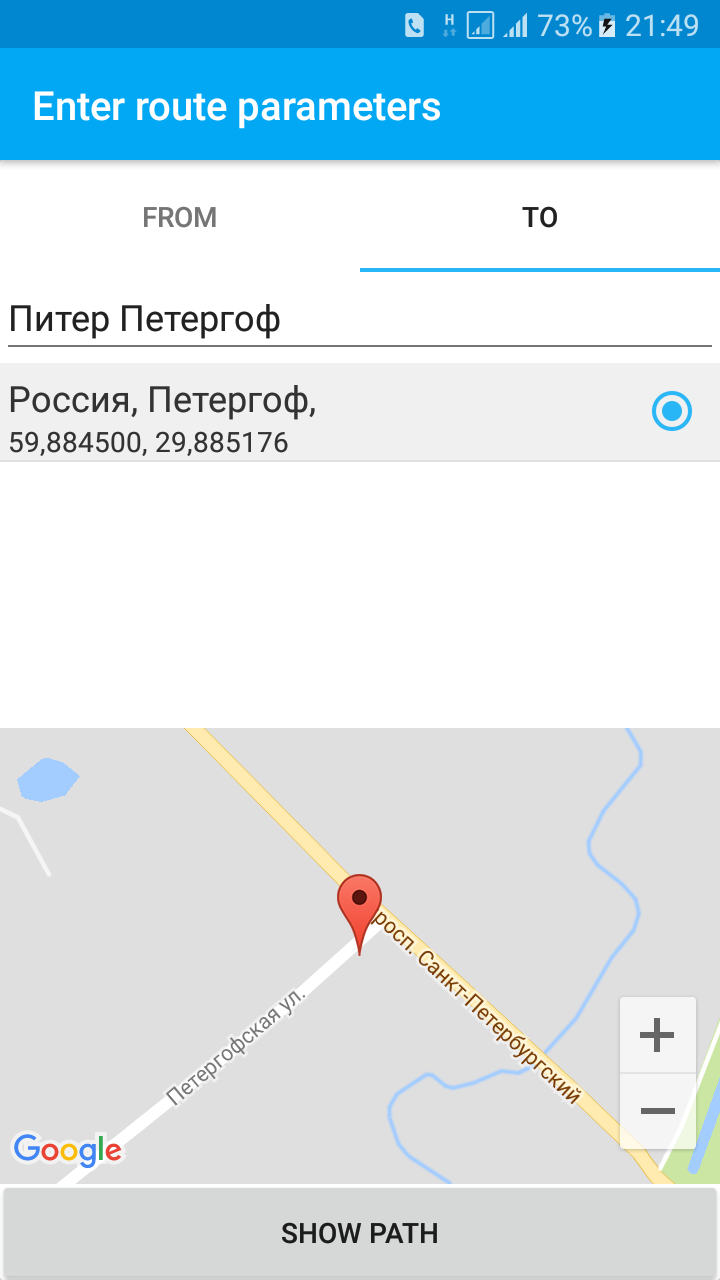 H 73% 21:49
Enter route parameters
FROM TO
Питер Петергоф
Россия, Петергоф,
59,884500, 29,885176
росп. Санкт-Петербургский
Петергофская ул.
Google
SHOW PATH